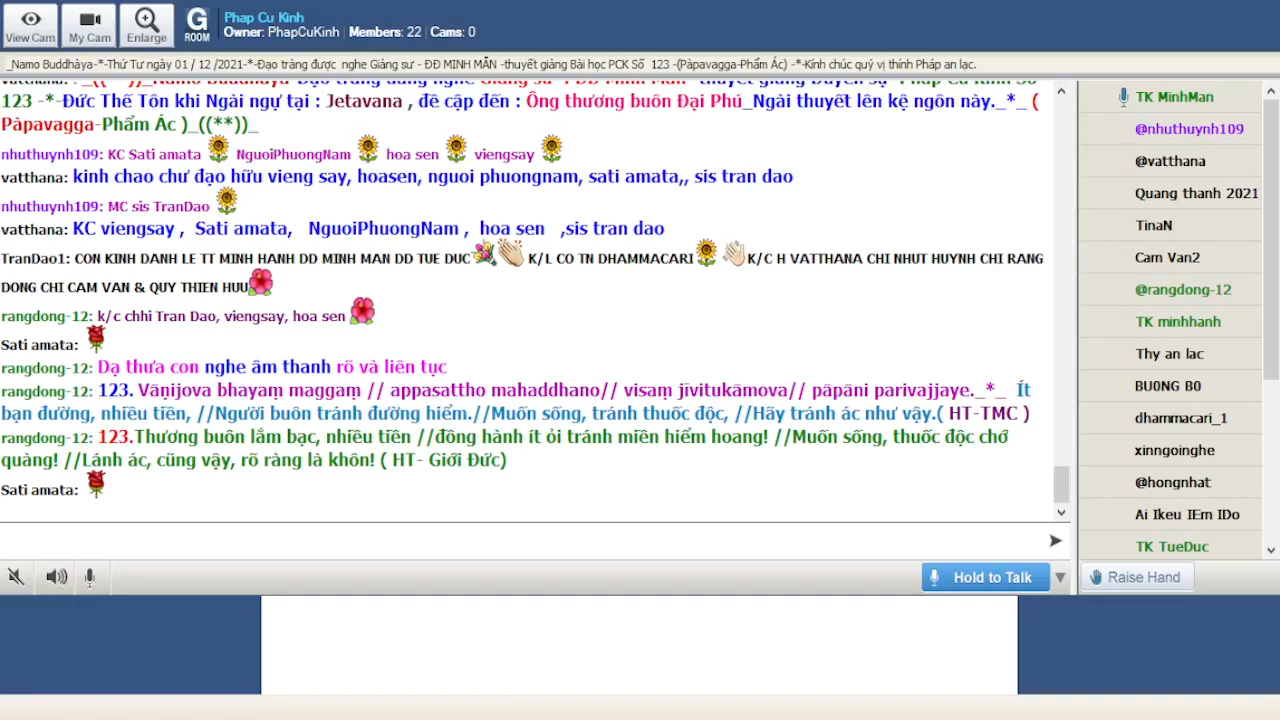 View Cam
My Cam
Enlarge
G
ROOM
Phap Cu Kinh
Owner: PhapCuKinh | Members: 22 | Cams: 0
_Namo Buddhàya-*-Thứ Tư ngày 01 / 12 /2021-*-Đạo tràng được nghe Giảng sư - ĐĐ MINH MẪN -thuyết giảng Bài học PCK Số 123 -(Pàpavagga-Phẩm Ác) -*-Kính chúc quý vị thính Pháp an lạc.
123 -*-Đức Thế Tôn khi Ngài ngự tại : Jetavana , đề cập đến : Ông thương buôn Đại Phú_Ngài thuyết lên kệ ngôn này._*_ (
Pàpavagga-Phẩm Ác )_((**))_
nhuthuynh109: KC Sati amata NguoiPhuongNam hoa sen viengsay
vatthana: kinh chao chư đạo hữu vieng say, hoasen, nguoi phuongnam, sati amata,, sis tran dao
nhuthuynh109: MC sis TranDao
vatthana: KC viengsay , Sati amata, NguoiPhuongNam , hoa sen ,sis tran dao
TranDao1: CON KINH DANH LE TT MINH HANH DD MINH MAN DD TUE DUC K/L CO TN DHAMMACARI K/C H VATTHANA CHI NHUT HUYNH CHI RANG
DONG CHI CAM VAN & QUY THIEN HUU
rangdong-12: k/c chhi Tran Dao, viengsay, hoa sen
Sati amata:
rangdong-12: Dạ thưa con nghe âm thanh rõ và liên tục
rangdong-12: 123. Vāṇijova bhayaṃ maggaṃ // appasattho mahaddhano// visaṃ jīvitukāmova// pāpāni parivajjaye._*_ Ít
bạn đường, nhiều tiền, //Người buôn tránh đường hiểm.//Muốn sống, tránh thuốc độc, //Hãy tránh ác như vậy.( HT-TMC )
rangdong-12: 123.Thương buôn lắm bạc, nhiều tiền //đồng hành ít ỏi tránh miền hiểm hoang! //Muốn sống, thuốc độc chớ
quàng! //Lánh ác, cũng vậy, rõ ràng là khôn! ( HT- Giới Đức)
Sati amata:
TK MinhMan
@nhuthuynh109
@vatthana
Quang thanh 2021
TinaN
Cam Van2
@rangdong-12
TK minhhanh
Thy an lac
BU0NG B0
dhammacari_1
xinngoinghe
@hongnhat
Ai Ikeu IEm IDo
TK TueDuc
Hold to Talk
Raise Hand